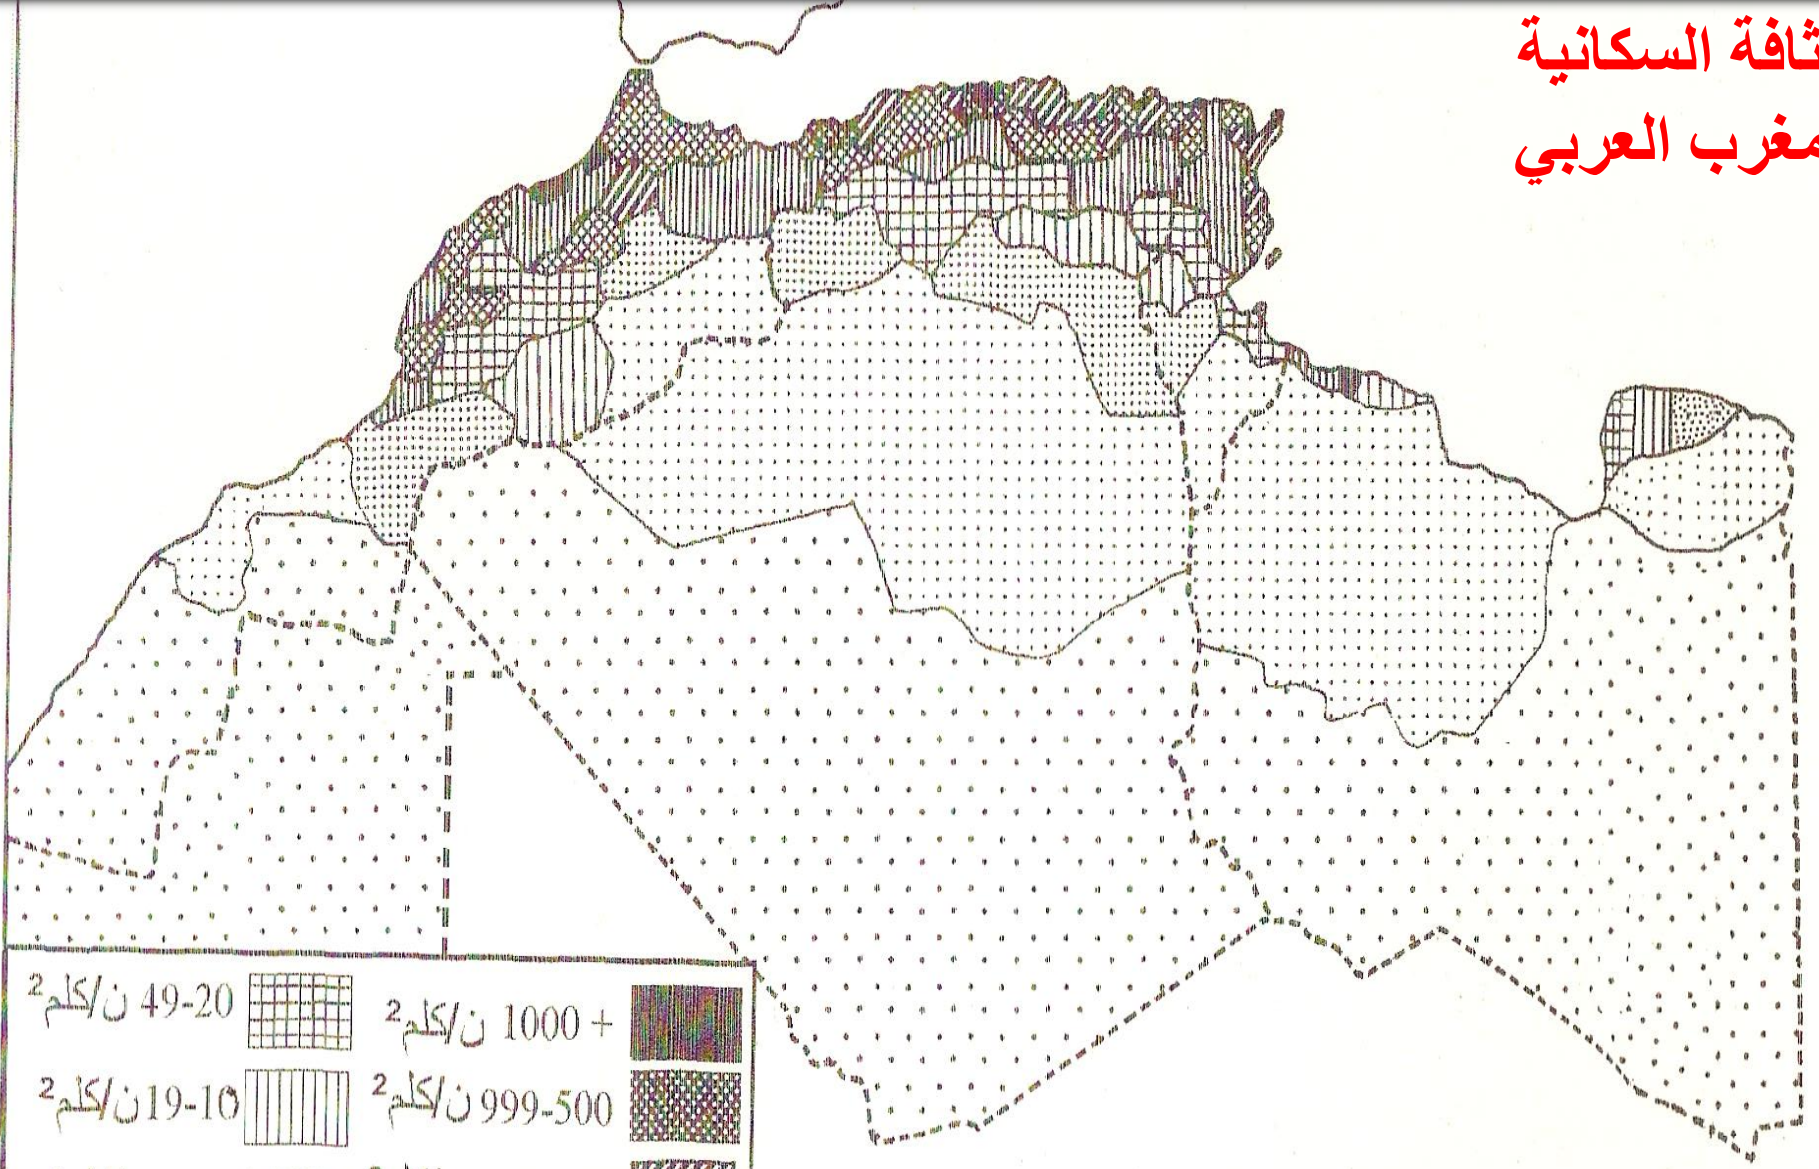 ثافة السكانية
مغرب العربي
+ 1000 ن/كلم²
999-500 ن/كلم²
49-20 ن/كلم²
19-10 ن/كلم²